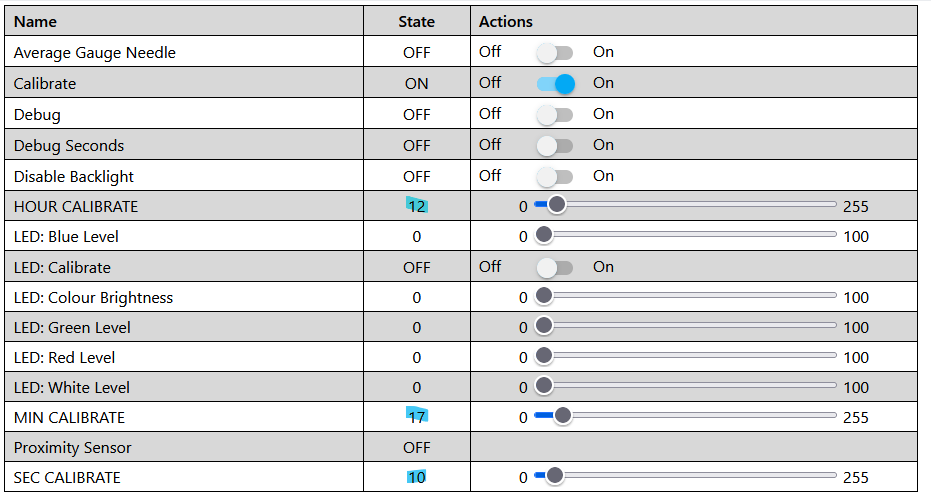 Name State Actions
Average Gauge Needle OFF Off On
Calibrate ON Off On
Debug OFF Off On
Debug Seconds OFF Off On
Disable Backlight OFF Off On
HOUR CALIBRATE 12 0 255
LED: Blue Level 0 0 100
LED: Calibrate OFF Off On
LED: Colour Brightness 0 0 100
LED: Green Level 0 0 100
LED: Red Level 0 0 100
LED: White Level 0 0 100
MIN CALIBRATE 17 0 255
Proximity Sensor OFF
SEC CALIBRATE 10 0 255